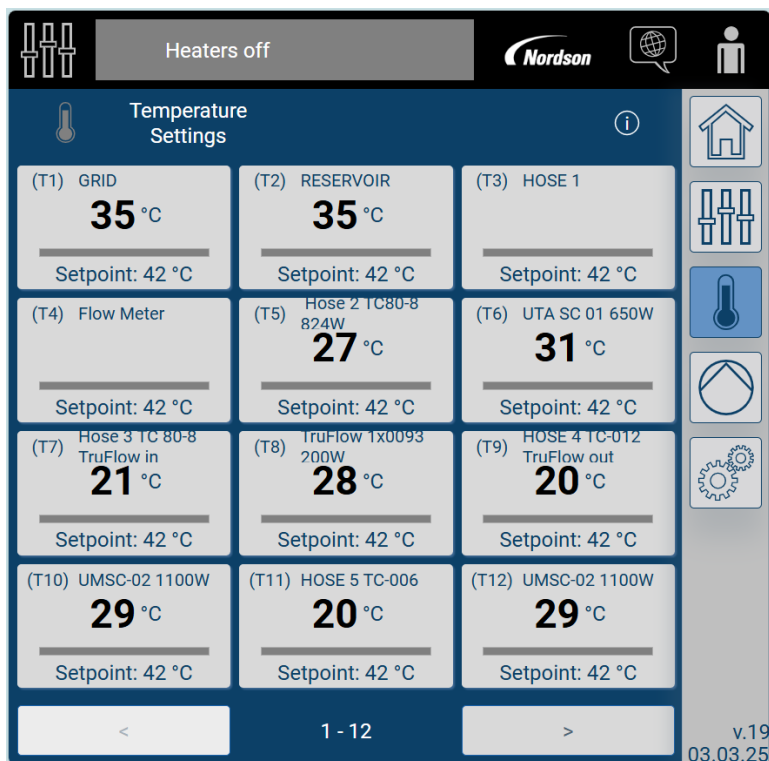 Heaters off
Nordson
Temperature
Settings
(T1) GRID
35 °C
Setpoint: 42 °C
(T2) RESERVOIR
35 °C
Setpoint: 42 °C
(T3) HOSE 1
Setpoint: 42 °C
(T4) Flow Meter
Setpoint: 42 °C
(T5) Hose 2 TC80-8
824W
27 °C
Setpoint: 42 °C
(T6) UTA SC 01 650W
31 °C
Setpoint: 42 °C
(T7) Hose 3 TC 80-8
TruFlow in
21 °C
Setpoint: 42 °C
(T8) TruFlow 1x0093
200W
28 °C
Setpoint: 42 °C
(T9) HOSE 4 TC-012
TruFlow out
20 °C
Setpoint: 42 °C
(T10) UMSC-02 1100W
29 °C
Setpoint: 42 °C
(T11) HOSE 5 TC-006
20 °C
Setpoint: 42 °C
(T12) UMSC-02 1100W
29 °C
Setpoint: 42 °C
< 1 - 12 >
v.19
03.03.25